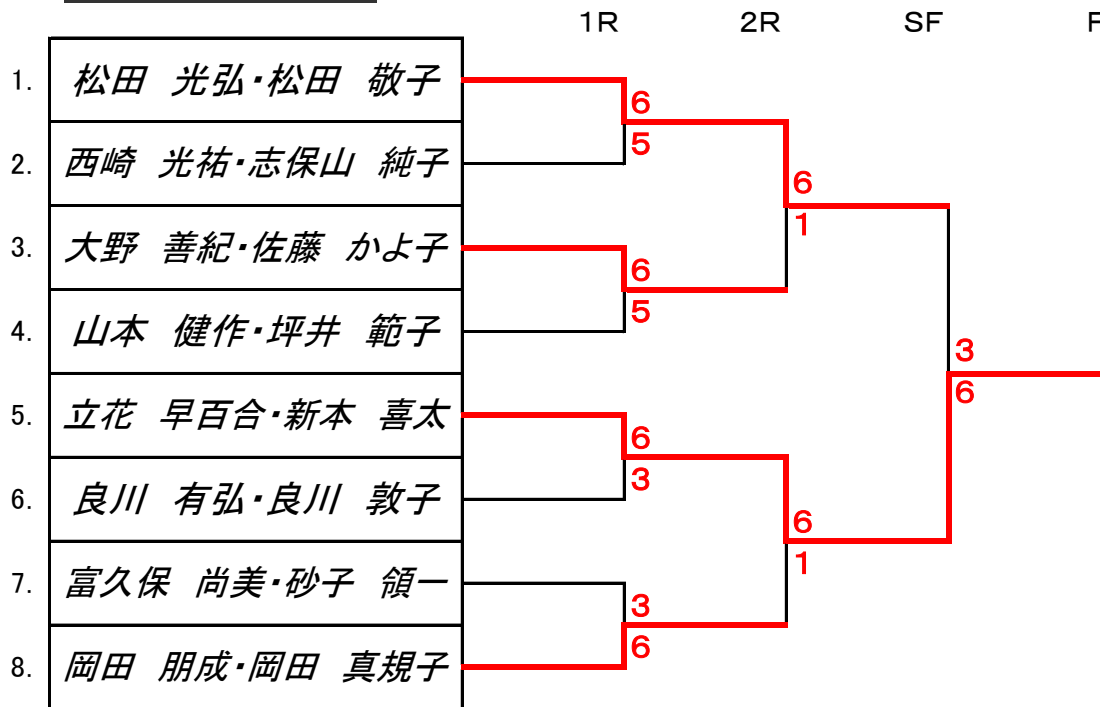 1R 2R SF F
1. 松田 光弘・松田 敬子
6
5
2. 西崎 光祐・志保山 純子
6
1
3. 大野 善紀・佐藤 かよ子
6
5
4. 山本 健作・坪井 範子
3
6
5. 立花 早百合・新本 喜太
6
3
6. 良川 有弘・良川 敦子
6
1
7. 富久保 尚美・砂子 領一
3
6
8. 岡田 朋成・岡田 真規子